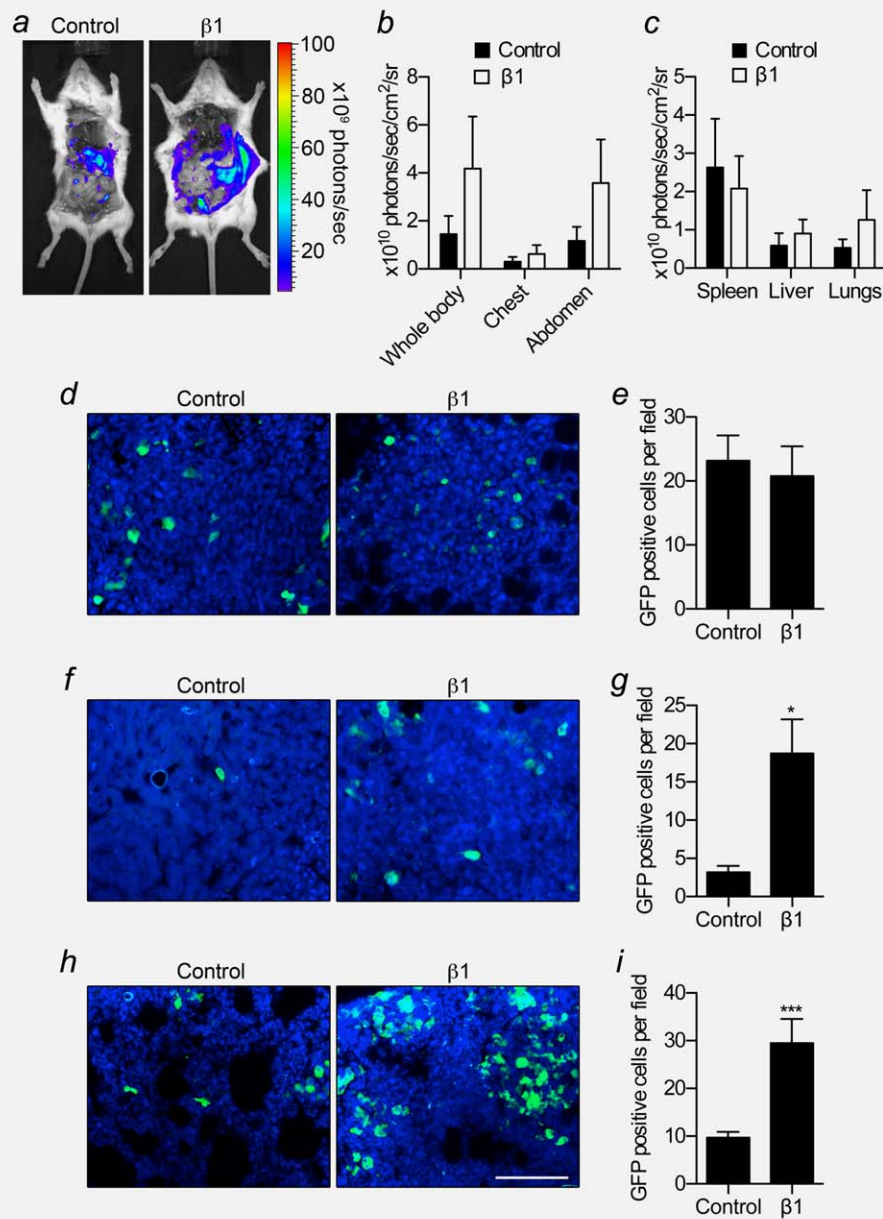 a
Control
β1
100
80
60
40
20
x10⁹ photons/sec
b
Control
β1
8
6
4
2
0
x10¹⁰ photons/sec/cm²/sr
Whole body
Chest
Abdomen
c
Control
β1
5
4
3
2
1
0
x10¹⁰ photons/sec/cm²/sr
Spleen
Liver
Lungs
d
Control
β1
e
30
20
10
0
GFP positive cells per field
Control
β1
f
Control
β1
g
25
20
15
10
5
0
GFP positive cells per field
*
Control
β1
h
Control
β1
i
40
30
20
10
0
GFP positive cells per field
***
Control
β1